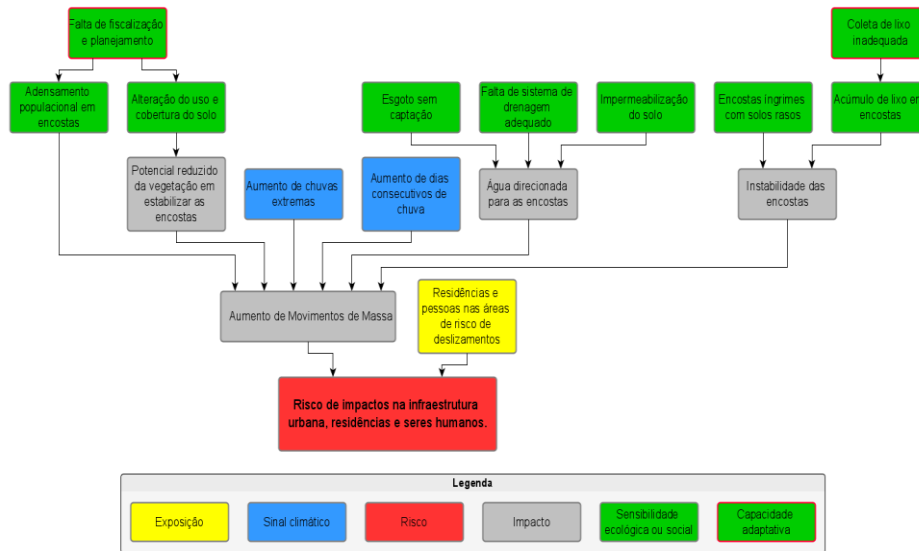 Falta de fiscalização
e planejamento
Coleta de lixo
inadequada
Adensamento
populacional em
encostas
Alteração do uso e
cobertura do solo
Esgoto sem
captação
Falta de sistema de
drenagem
adequado
Impermeabilização
do solo
Encostas íngrimes
com solos rasos
Acúmulo de lixo em
encostas
Potencial reduzido
da vegetação em
estabilizar as
encostas
Aumento de chuvas
extremas
Aumento de dias
consecutivos de
chuva
Água direcionada
para as encostas
Instabilidade das
encostas
Aumento de Movimentos de Massa
Residências e
pessoas nas áreas
de risco de
deslizamentos
Risco de impactos na infraestrutura
urbana, residências e seres humanos.
Legenda
Exposição
Sinal climático
Risco
Impacto
Sensibilidade
ecológica ou social
Capacidade
adaptativa